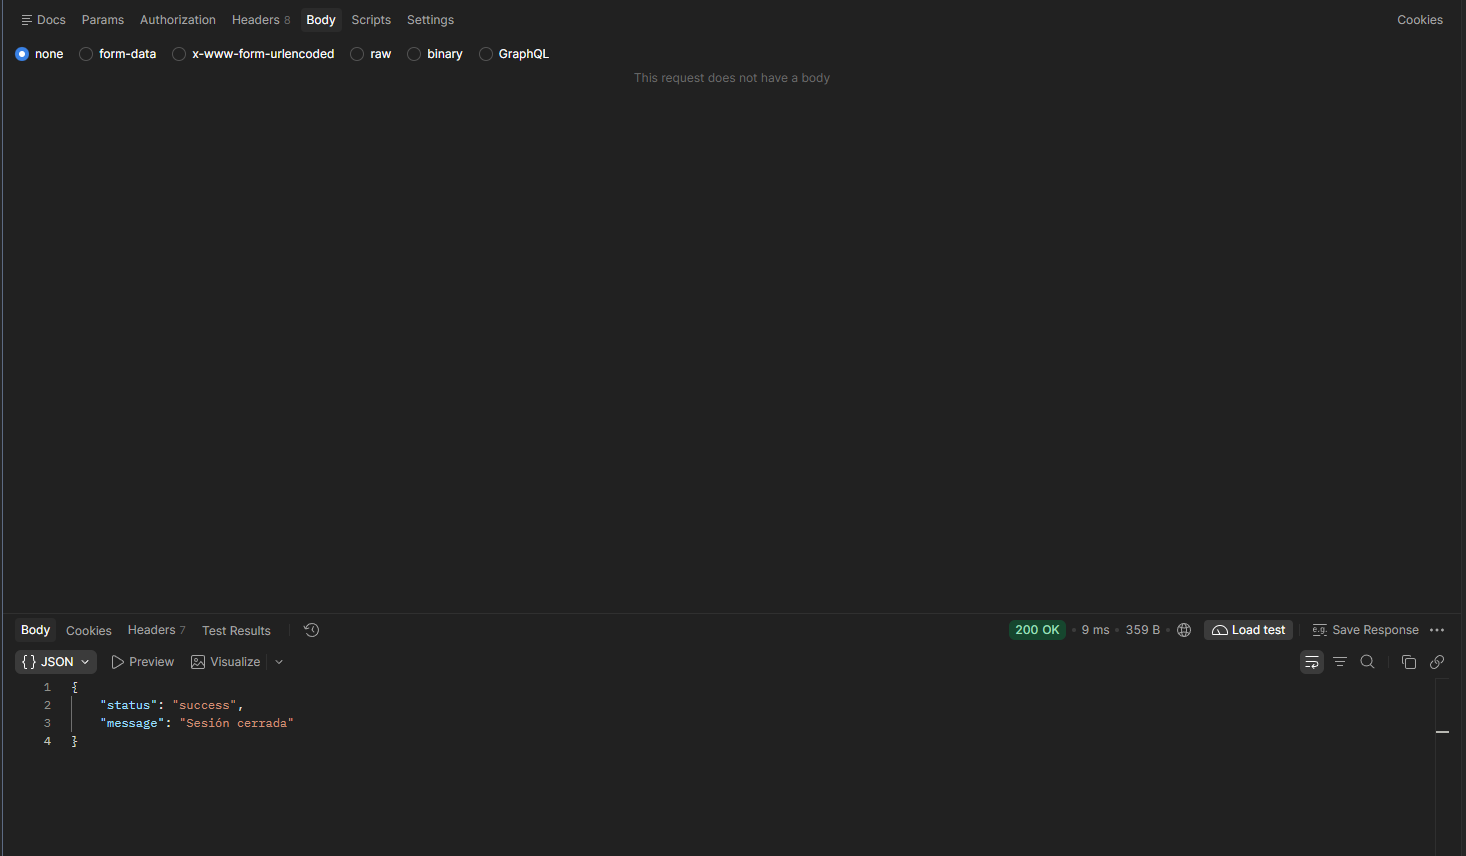 Docs Params Authorization Headers 8 Body Scripts Settings Cookies
none form-data x-www-form-urlencoded raw binary GraphQL
This request does not have a body
Body Cookies Headers 7 Test Results 200 OK • 9 ms • 359 B • Load test e.g. Save Response
{} JSON Preview Visualize
1 {
2 "status": "success",
3 "message": "Sesión cerrada"
4 }